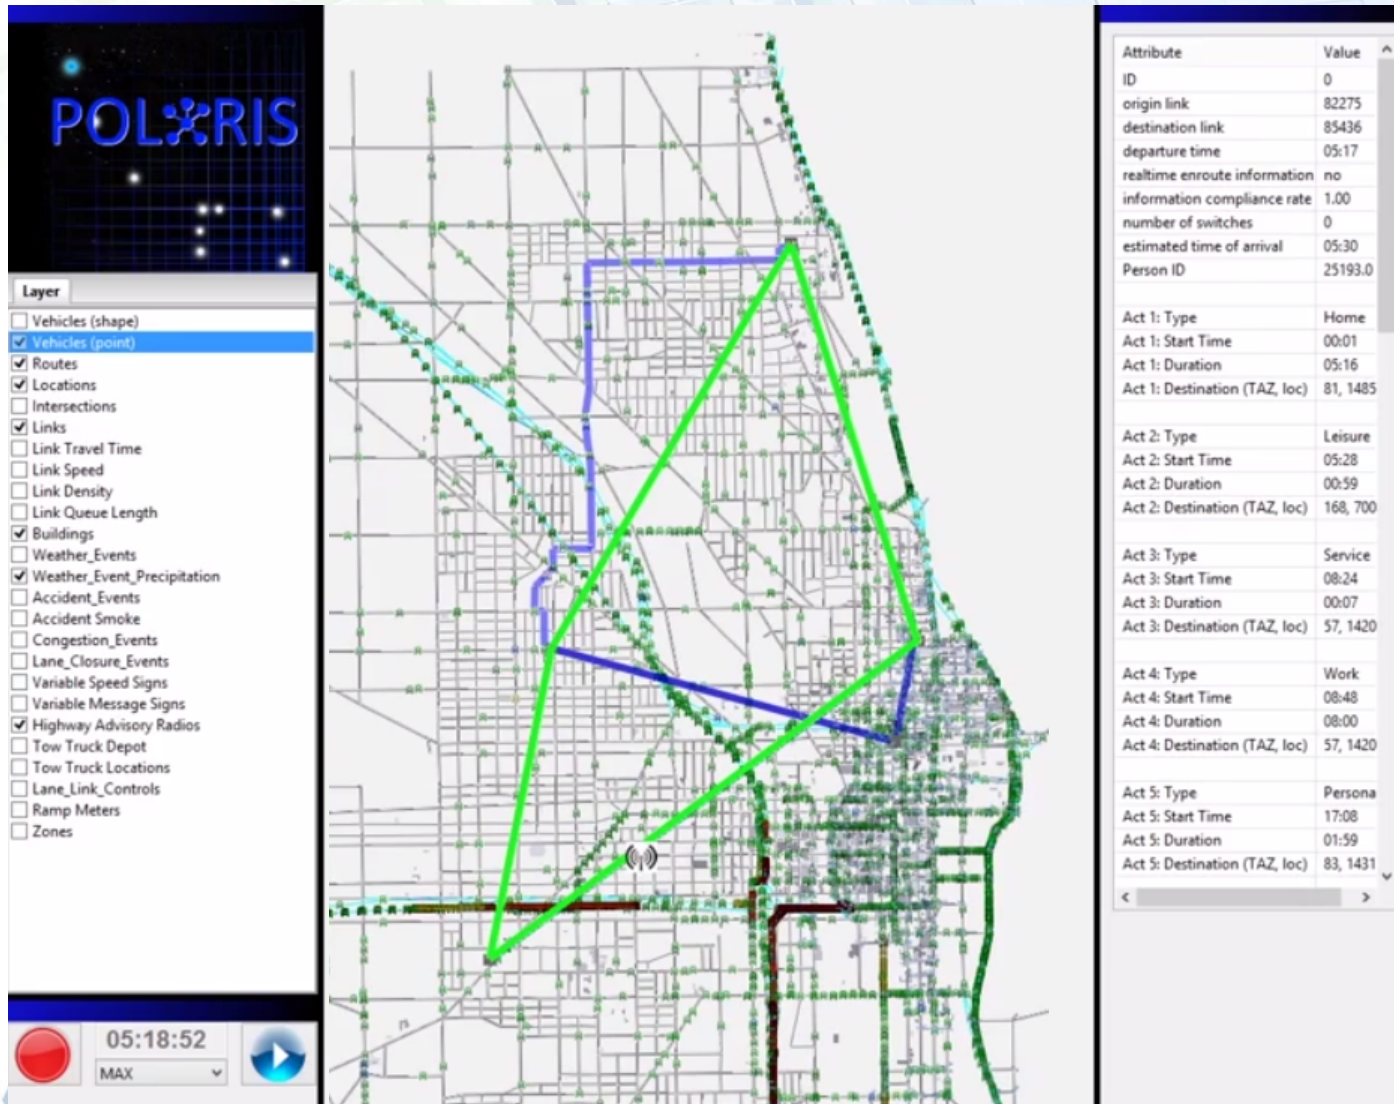 POLARIS
Layer
Vehicles (shape)
Vehicles (point)
Routes
Locations
Intersections
Links
Link Travel Time
Link Speed
Link Density
Link Queue Length
Buildings
Weather_Events
Weather_Event_Precipitation
Accident_Events
Accident Smoke
Congestion_Events
Lane_Closure_Events
Variable Speed Signs
Variable Message Signs
Highway Advisory Radios
Tow Truck Depot
Tow Truck Locations
Lane_Link_Controls
Ramp Meters
Zones
05:18:52
MAX
Attribute Value
ID 0
origin link 82275
destination link 85436
departure time 05:17
realtime enroute information no
information compliance rate 1.00
number of switches 0
estimated time of arrival 05:30
Person ID 25193.0
Act 1: Type Home
Act 1: Start Time 00:01
Act 1: Duration 05:16
Act 1: Destination (TAZ, loc) 81, 1485
Act 2: Type Leisure
Act 2: Start Time 05:28
Act 2: Duration 00:59
Act 2: Destination (TAZ, loc) 168, 700
Act 3: Type Service
Act 3: Start Time 08:24
Act 3: Duration 00:07
Act 3: Destination (TAZ, loc) 57, 1420
Act 4: Type Work
Act 4: Start Time 08:48
Act 4: Duration 08:00
Act 4: Destination (TAZ, loc) 57, 1420
Act 5: Type Persona
Act 5: Start Time 17:08
Act 5: Duration 01:59
Act 5: Destination (TAZ, loc) 83, 1431